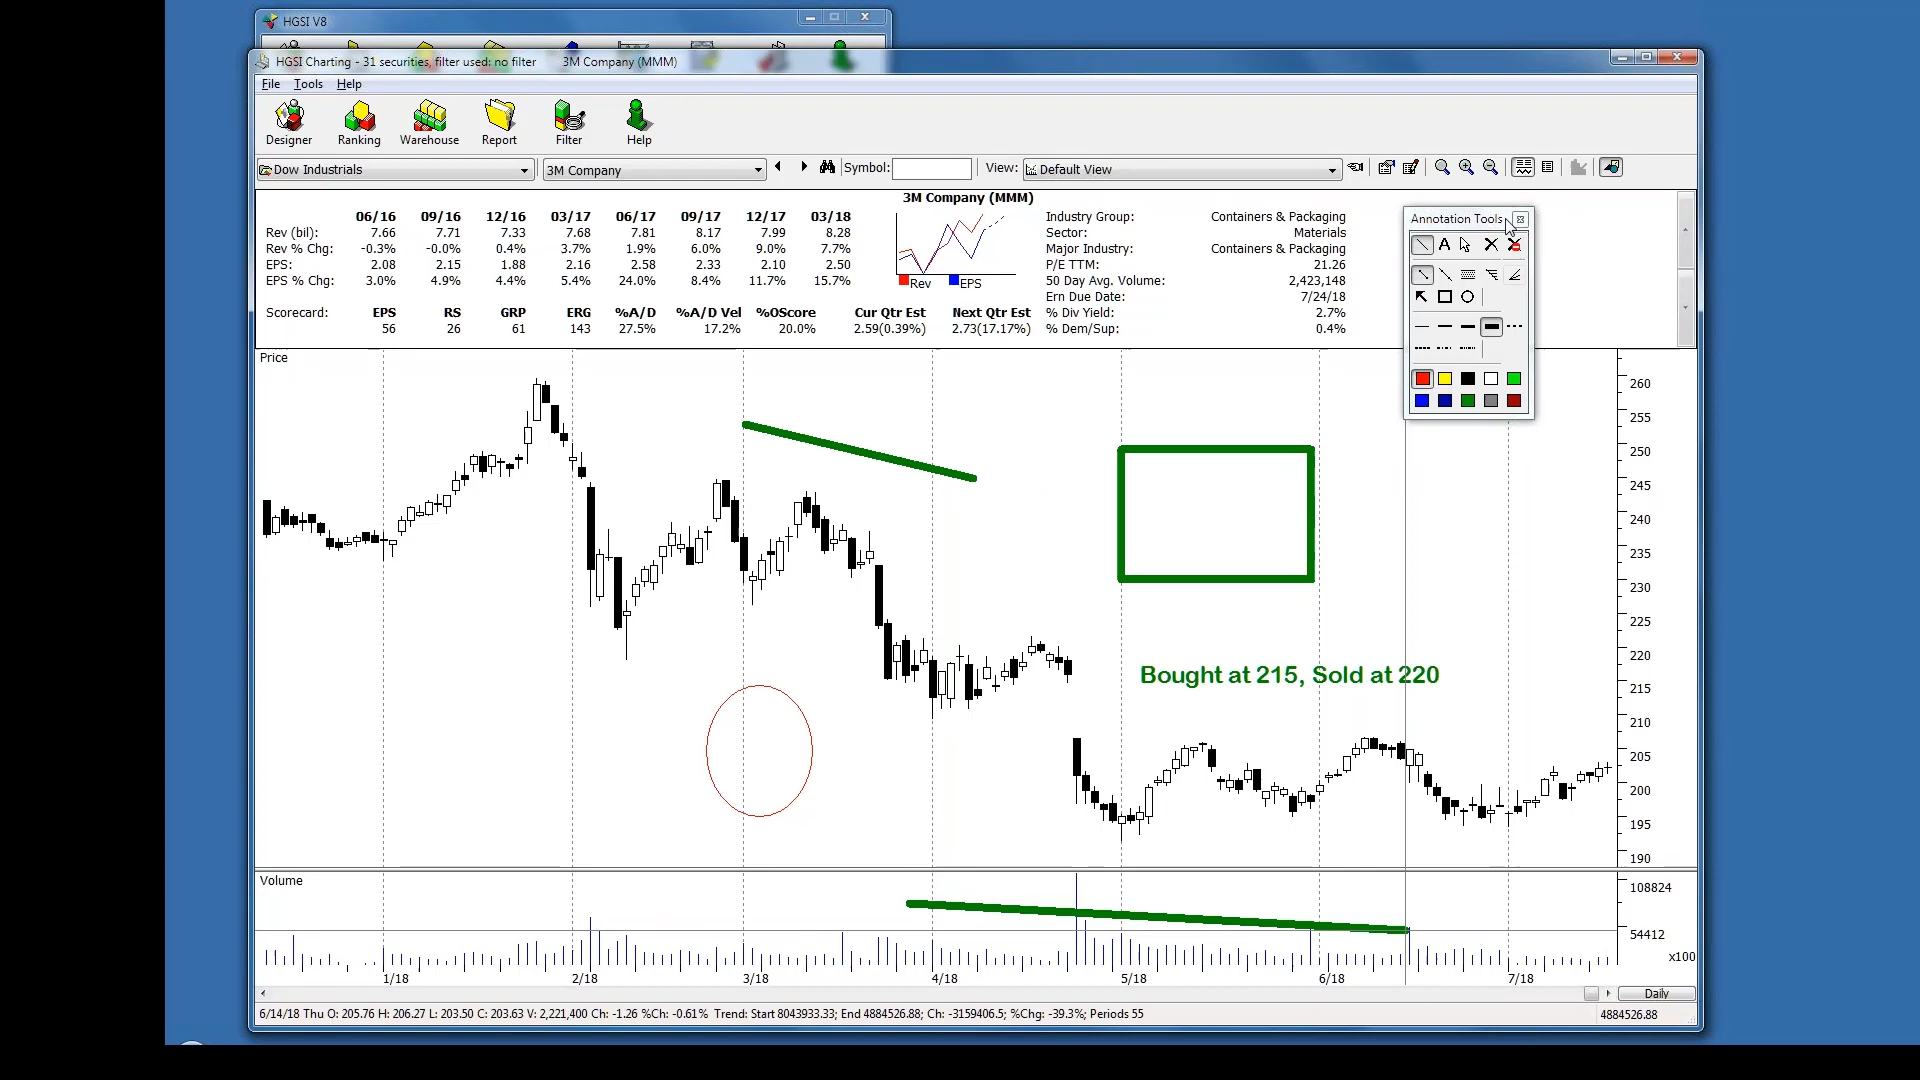 HGSI V8
HGSI Charting - 31 securities, filter used: no filter 3M Company (MMM)
File Tools Help
Designer Ranking Warehouse Report Filter Help
Dow Industrials 3M Company Symbol: View: Default View
3M Company (MMM)
06/16 09/16 12/16 03/17 06/17 09/17 12/17 03/18
Rev (bil): 7.66 7.71 7.33 7.68 7.81 8.17 7.99 8.28
Rev % Chg: -0.3% -0.0% 0.4% 3.7% 1.9% 6.0% 9.0% 7.7%
EPS: 2.08 2.15 1.88 2.16 2.58 2.33 2.10 2.50
EPS % Chg: 3.0% 4.9% 4.4% 5.4% 24.0% 8.4% 11.7% 15.7%
Rev EPS
Scorecard: EPS RS GRP ERG %A/D %A/D Vel %OScore Cur Qtr Est Next Qtr Est
56 26 61 143 27.5% 17.2% 20.0% 2.59(0.39%) 2.73(17.17%)
Industry Group: Containers & Packaging
Sector: Materials
Major Industry: Containers & Packaging
P/E TTM: 21.26
50 Day Avg. Volume: 2,423,148
Ern Due Date: 7/24/18
% Div Yield: 2.7%
% Dem/Sup: 0.4%
Annotation Tools
A
Price
260
255
250
245
240
235
230
225
220
215
210
205
200
195
190
Bought at 215, Sold at 220
Volume
108824
54412
x100
1/18 2/18 3/18 4/18 5/18 6/18 7/18
Daily
6/14/18 Thu O: 205.76 H: 206.27 L: 203.50 C: 203.63 V: 2,221,400 Ch: -1.26 %Ch: -0.61% Trend: Start 8043933.33; End 4884526.88; Ch: -3159406.5; %Chg: -39.3%, Periods 55
4884526.88